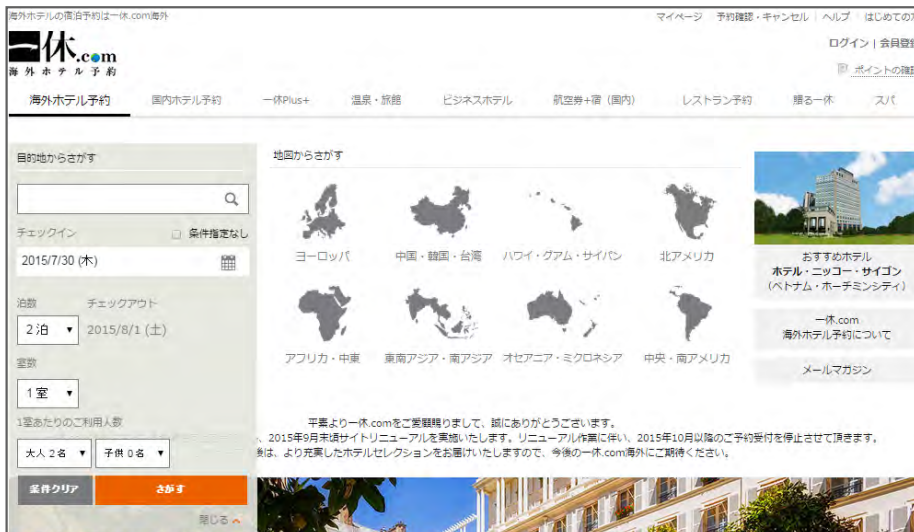 海外ホテルの宿泊予約は一休.com海外
マイページ 予約確認・キャンセル ヘルプ はじめての方
一休.com
海外ホテル予約
ログイン | 会員登録
ポイントの確認
海外ホテル予約 国内ホテル予約 一休Plus+ 温泉・旅館 ビジネスホテル 航空券+宿(国内) レストラン予約 贈る一休 スパ
目的地からさがす
チェックイン 条件指定なし
2015/7/30 (木)
泊数 チェックアウト
2泊 2015/8/1 (土)
室数
1室
1室あたりのご利用人数
大人2名 子供0名
条件クリア さがす
閉じる
地図からさがす
ヨーロッパ 中国・韓国・台湾 ハワイ・グアム・サイパン 北アメリカ
アフリカ・中東 東南アジア・南アジア オセアニア・ミクロネシア 中央・南アメリカ
おすすめホテル
ホテル・ニッコー・サイゴン
(ベトナム・ホーチミンシティ)
一休.com
海外ホテル予約について
メールマガジン
平素より一休.comをご愛顧賜りまして、誠にありがとうございます。
、2015年9月末頃サイトリニューアルを実施いたします。リニューアル作業に伴い、2015年10月以降のご予約受付を停止させて頂きます。
後は、より充実したホテルセレクションをお届けいたしますので、今後の一休.com海外にご期待ください。